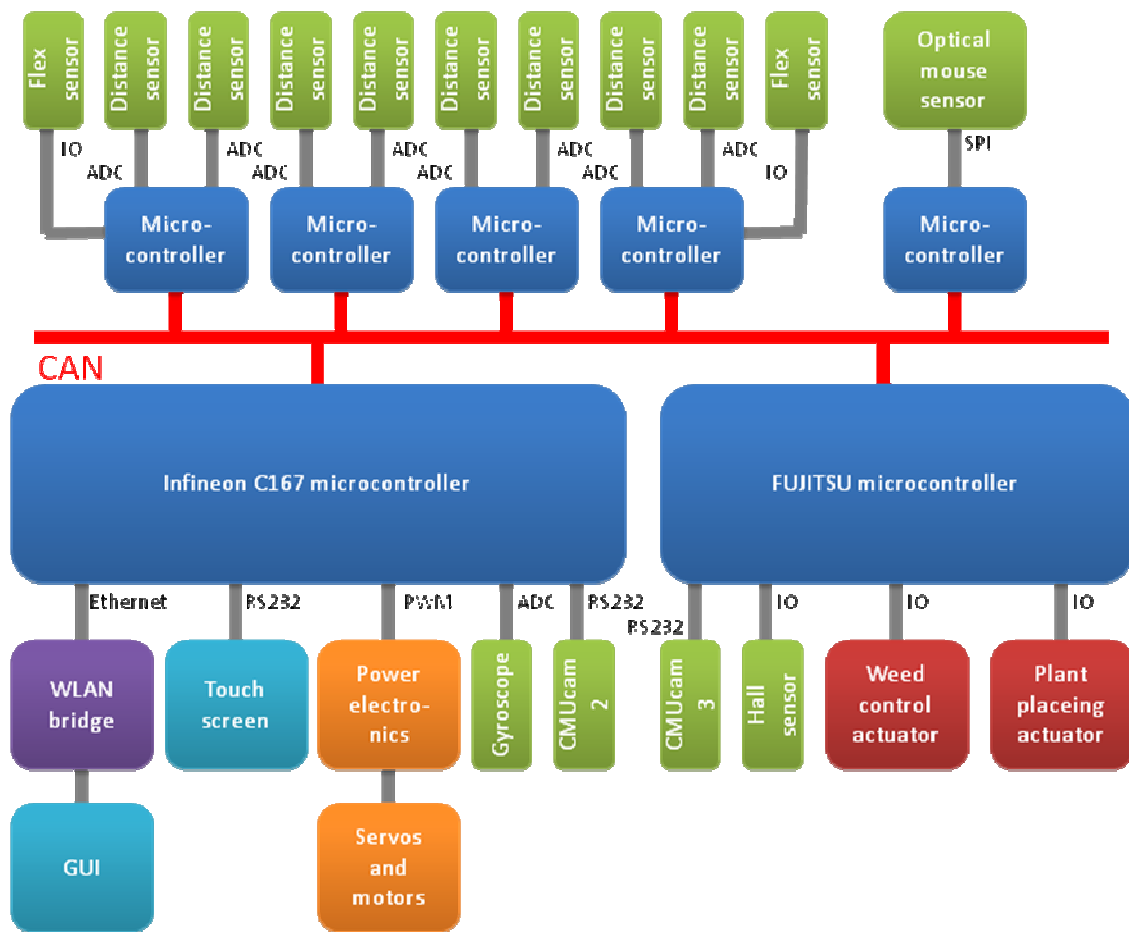 Flex
sensor
Distance
sensor
Distance
sensor
Distance
sensor
Distance
sensor
Distance
sensor
Distance
sensor
Distance
sensor
Distance
sensor
Flex
sensor
Optical
mouse
sensor
IO
ADC
ADC
ADC
ADC
ADC
ADC
ADC
ADC
IO
SPI
Micro-
controller
Micro-
controller
Micro-
controller
Micro-
controller
Micro-
controller
CAN
Infineon C167 microcontroller
FUJITSU microcontroller
Ethernet
RS232
PWM
ADC
RS232
RS232
IO
IO
IO
WLAN
bridge
Touch
screen
Power
electro-
nics
Gyroscope
CMUcam
2
CMUcam
3
Hall
sensor
Weed
control
actuator
Plant
placeing
actuator
GUI
Servos
and
motors